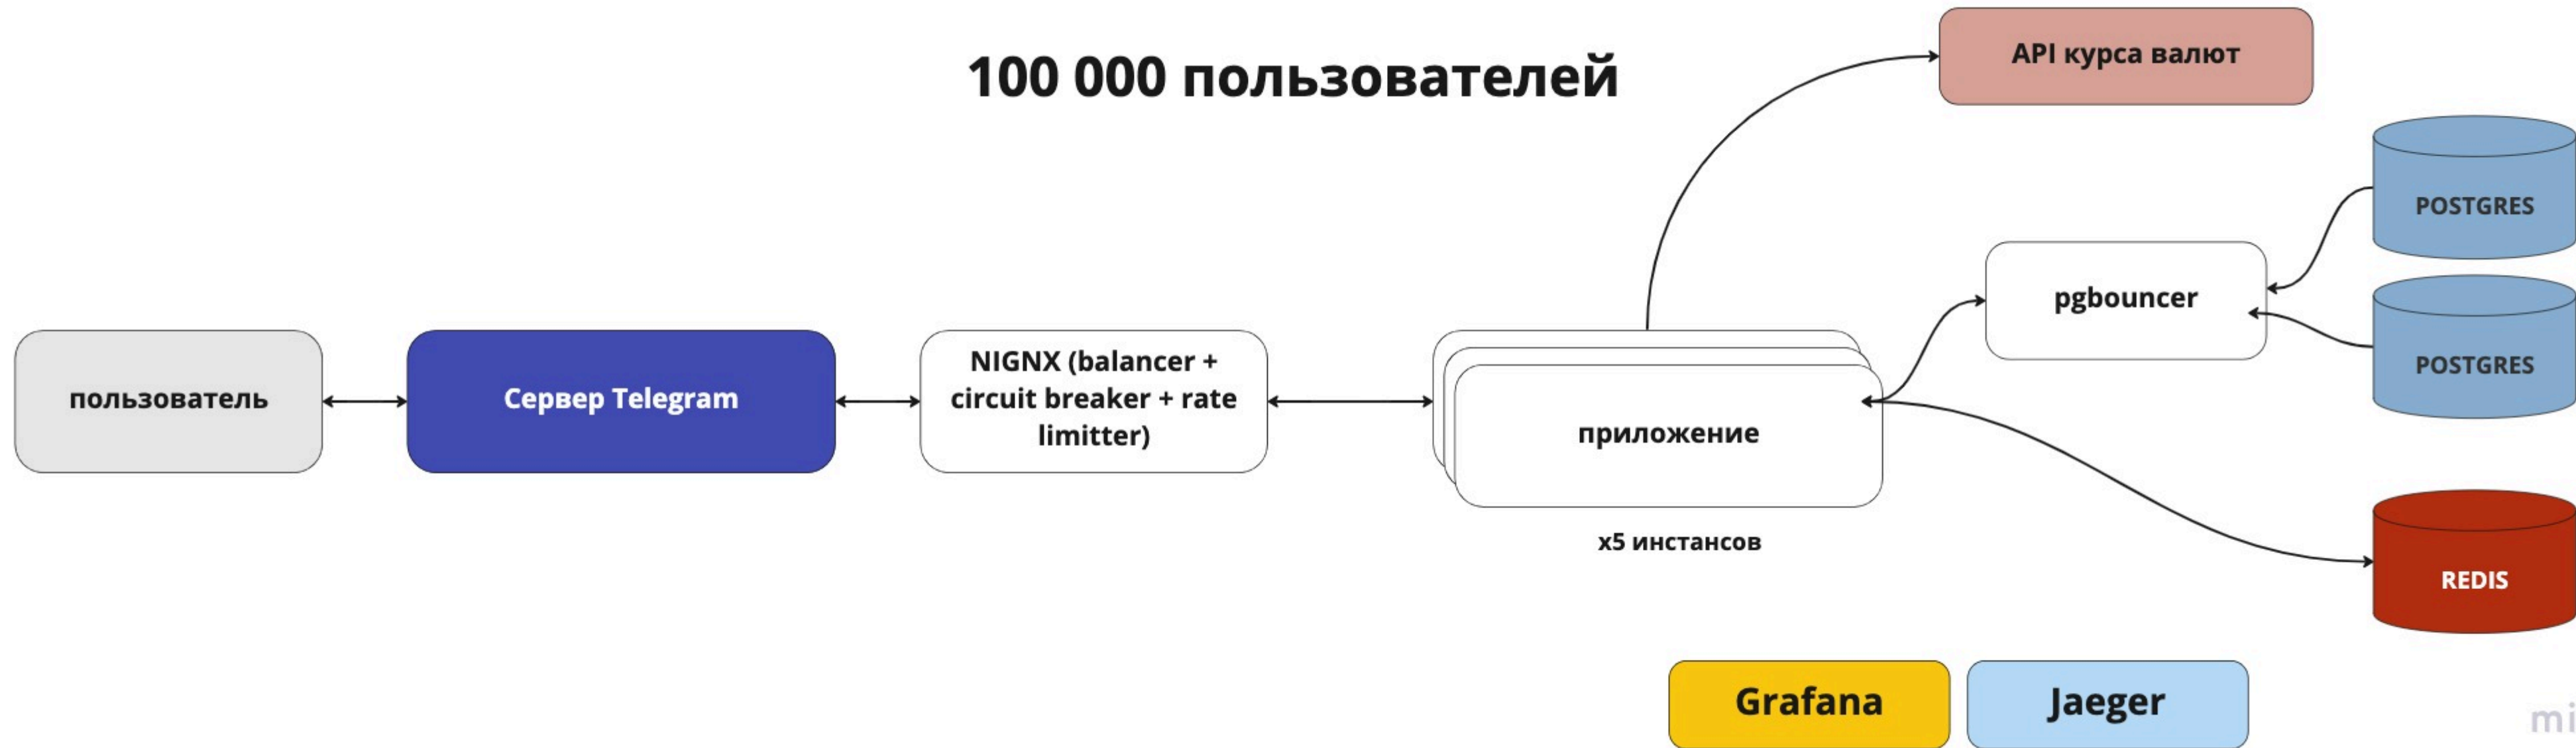 100 000 пользователей
API курса валют
POSTGRES
pgbouncer
POSTGRES
пользователь
Сервер Telegram
NIGNX (balancer +
circuit breaker + rate
limitter)
приложение
x5 инстансов
REDIS
Grafana
Jaeger
mi